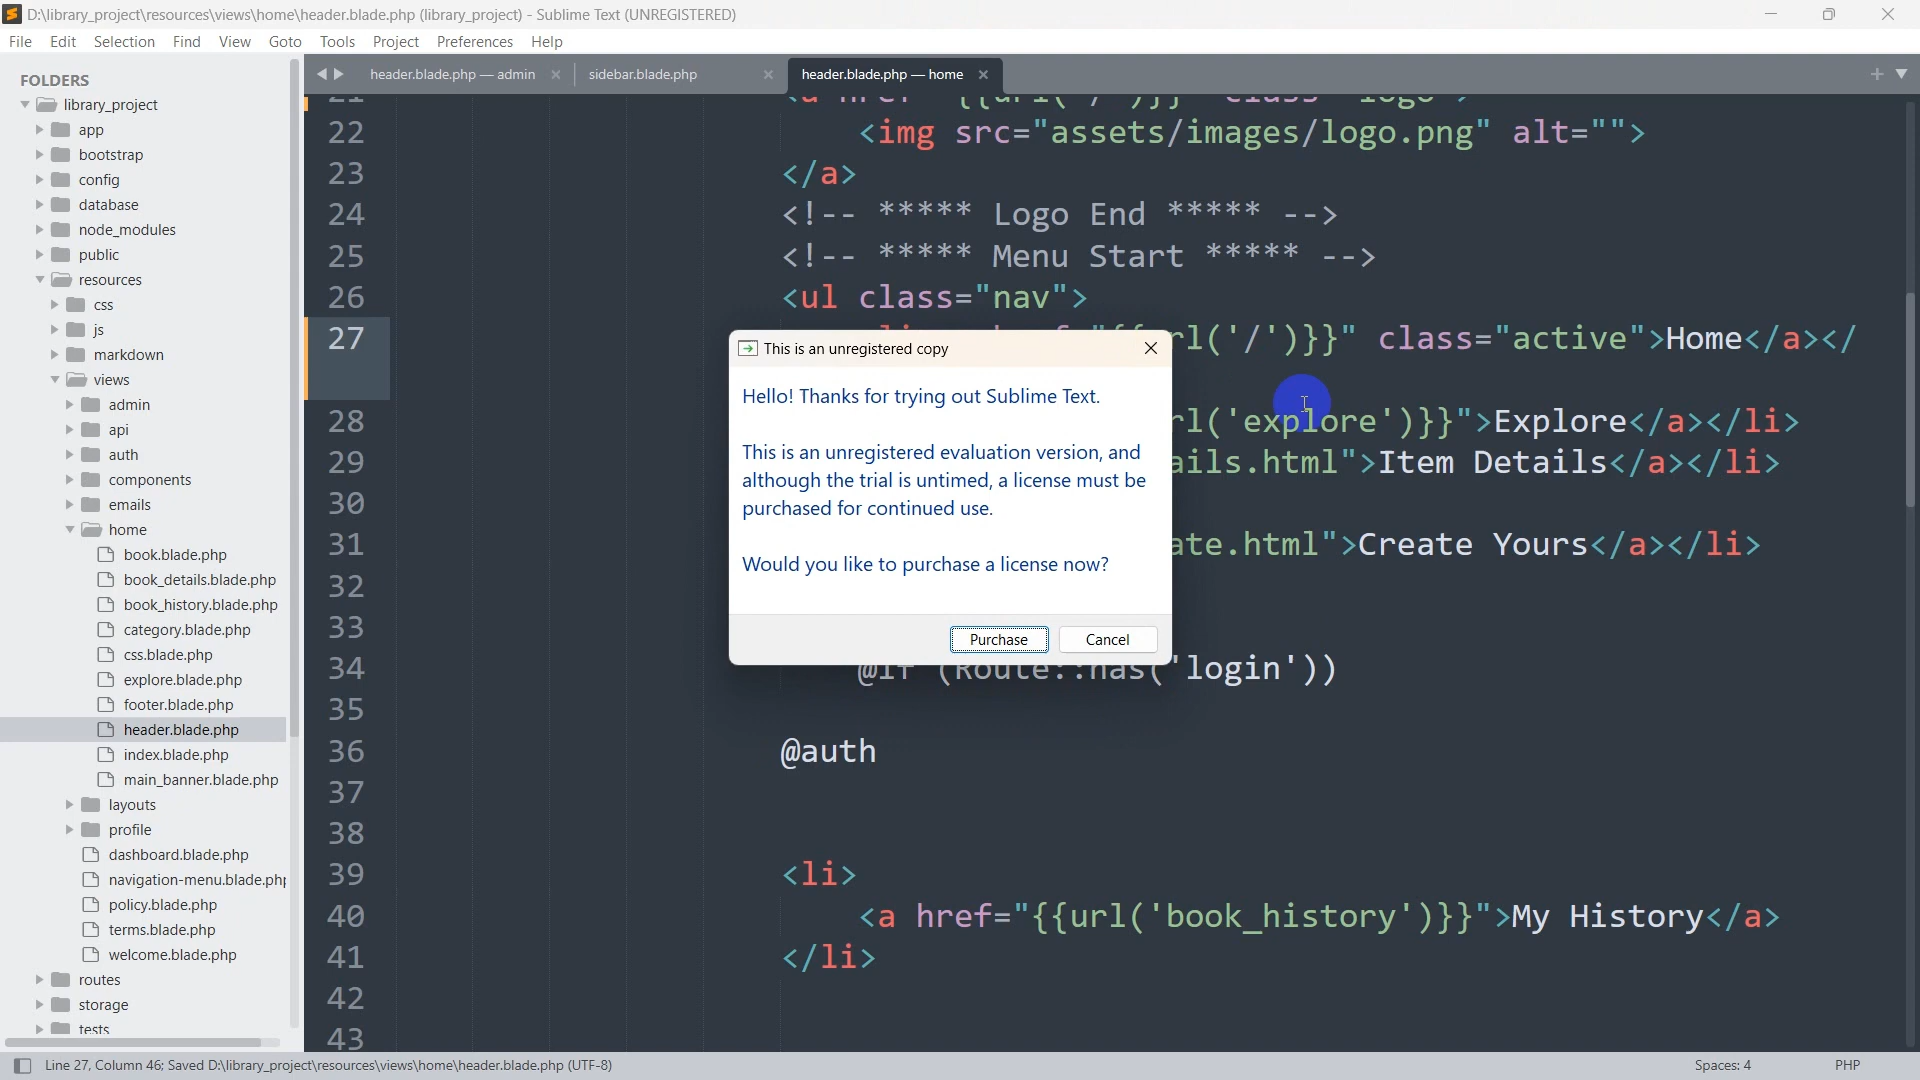 D:\library_project\resources\views\home\header.blade.php (library_project) - Sublime Text (UNREGISTERED)
File Edit Selection Find View Goto Tools Project Preferences Help
FOLDERS
library_project
app
bootstrap
config
database
node_modules
public
resources
css
js
markdown
views
admin
api
auth
components
emails
home
book.blade.php
book_details.blade.php
book_history.blade.php
category.blade.php
css.blade.php
explore.blade.php
footer.blade.php
header.blade.php
index.blade.php
main_banner.blade.php
layouts
profile
dashboard.blade.php
navigation-menu.blade.php
policy.blade.php
terms.blade.php
welcome.blade.php
routes
storage
tests
header.blade.php — admin
sidebar.blade.php
header.blade.php — home
21 <a href="{{url('/')}}" class="logo">
22 <img src="assets/images/logo.png" alt="">
23 </a>
24 <!-- ***** Logo End ***** -->
25 <!-- ***** Menu Start ***** -->
26 <ul class="nav">
27 rl('/')}}" class="active">Home</a></
28 rl('explore')}}">Explore</a></li>
29 ails.html">Item Details</a></li>
30
31 ate.html">Create Yours</a></li>
32
33
34 @if (Route::has('login'))
35
36 @auth
37
38
39 <li>
40 <a href="{{url('book_history')}}">My History</a>
41 </li>
42
43
This is an unregistered copy
Hello! Thanks for trying out Sublime Text.
This is an unregistered evaluation version, and
although the trial is untimed, a license must be
purchased for continued use.
Would you like to purchase a license now?
Purchase Cancel
Line 27, Column 46; Saved D:\library_project\resources\views\home\header.blade.php (UTF-8)
Spaces: 4
PHP